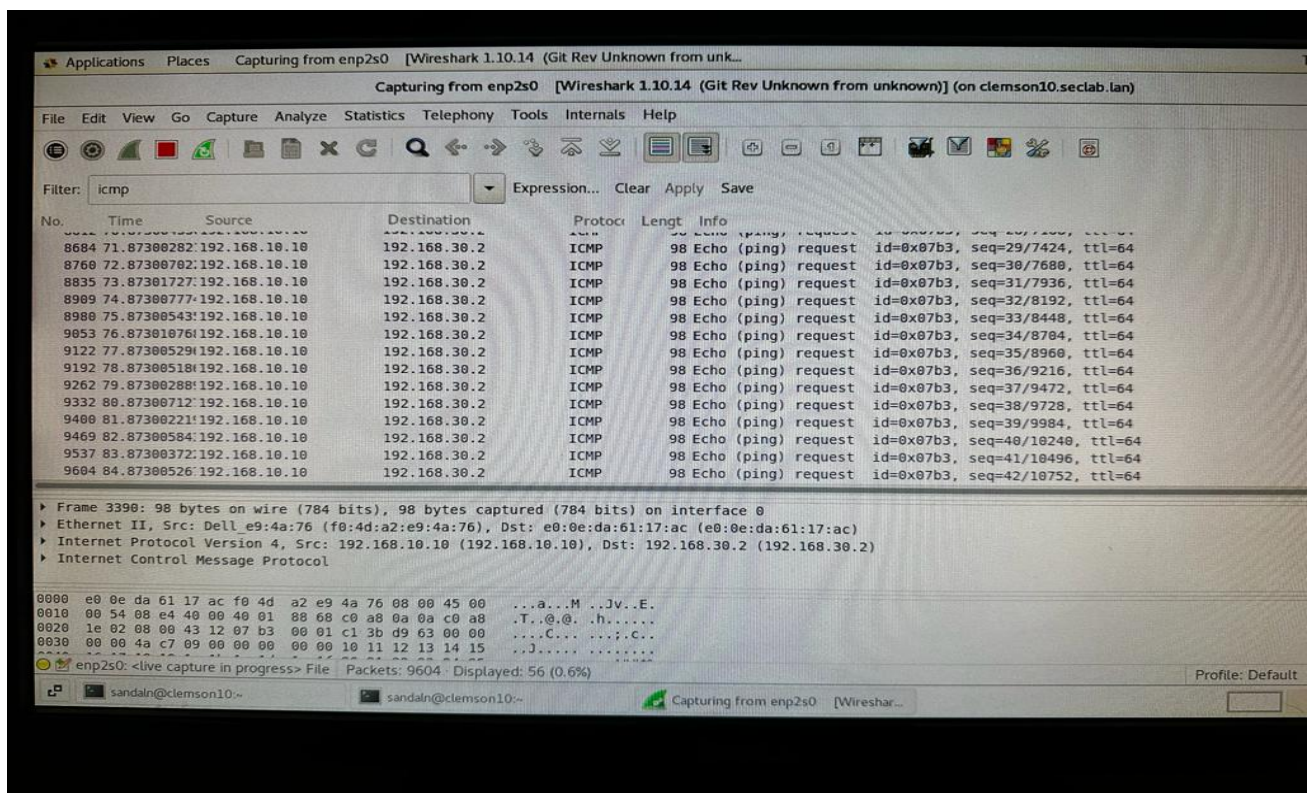 Applications Places Capturing from enp2s0 [Wireshark 1.10.14 (Git Rev Unknown from unk...
Capturing from enp2s0 [Wireshark 1.10.14 (Git Rev Unknown from unknown)] (on clemson10.seclab.lan)
File Edit View Go Capture Analyze Statistics Telephony Tools Internals Help
Filter: icmp Expression... Clear Apply Save
No. Time Source Destination Protoc Lengt Info
8684 71.87300282 192.168.10.10 192.168.30.2 ICMP 98 Echo (ping) request id=0x07b3, seq=29/7424, ttl=64
8760 72.87300702 192.168.10.10 192.168.30.2 ICMP 98 Echo (ping) request id=0x07b3, seq=30/7680, ttl=64
8835 73.87301727 192.168.10.10 192.168.30.2 ICMP 98 Echo (ping) request id=0x07b3, seq=31/7936, ttl=64
8909 74.87300777 192.168.10.10 192.168.30.2 ICMP 98 Echo (ping) request id=0x07b3, seq=32/8192, ttl=64
8980 75.87300543 192.168.10.10 192.168.30.2 ICMP 98 Echo (ping) request id=0x07b3, seq=33/8448, ttl=64
9053 76.87301076 192.168.10.10 192.168.30.2 ICMP 98 Echo (ping) request id=0x07b3, seq=34/8704, ttl=64
9122 77.87300529 192.168.10.10 192.168.30.2 ICMP 98 Echo (ping) request id=0x07b3, seq=35/8960, ttl=64
9192 78.87300518 192.168.10.10 192.168.30.2 ICMP 98 Echo (ping) request id=0x07b3, seq=36/9216, ttl=64
9262 79.87300288 192.168.10.10 192.168.30.2 ICMP 98 Echo (ping) request id=0x07b3, seq=37/9472, ttl=64
9332 80.87300712 192.168.10.10 192.168.30.2 ICMP 98 Echo (ping) request id=0x07b3, seq=38/9728, ttl=64
9400 81.87300221 192.168.10.10 192.168.30.2 ICMP 98 Echo (ping) request id=0x07b3, seq=39/9984, ttl=64
9469 82.87300584 192.168.10.10 192.168.30.2 ICMP 98 Echo (ping) request id=0x07b3, seq=40/10240, ttl=64
9537 83.87300372 192.168.10.10 192.168.30.2 ICMP 98 Echo (ping) request id=0x07b3, seq=41/10496, ttl=64
9604 84.87300526 192.168.10.10 192.168.30.2 ICMP 98 Echo (ping) request id=0x07b3, seq=42/10752, ttl=64
Frame 3390: 98 bytes on wire (784 bits), 98 bytes captured (784 bits) on interface 0
Ethernet II, Src: Dell_e9:4a:76 (f0:4d:a2:e9:4a:76), Dst: e0:0e:da:61:17:ac (e0:0e:da:61:17:ac)
Internet Protocol Version 4, Src: 192.168.10.10 (192.168.10.10), Dst: 192.168.30.2 (192.168.30.2)
Internet Control Message Protocol
0000 e0 0e da 61 17 ac f0 4d a2 e9 4a 76 08 00 45 00 ...a...M ..Jv..E.
0010 00 54 08 e4 40 00 40 01 88 68 c0 a8 0a 0a c0 a8 .T..@.@. .h......
0020 1e 02 08 00 43 12 07 b3 00 01 c1 3b d9 63 00 00 ....C... ...;.c..
0030 00 00 4a c7 09 00 00 00 00 00 10 11 12 13 14 15 ..J..... ........
enp2s0: <live capture in progress> File Packets: 9604 · Displayed: 56 (0.6%) Profile: Default
sandaln@clemson10:~ sandaln@clemson10:~ Capturing from enp2s0 [Wireshar...